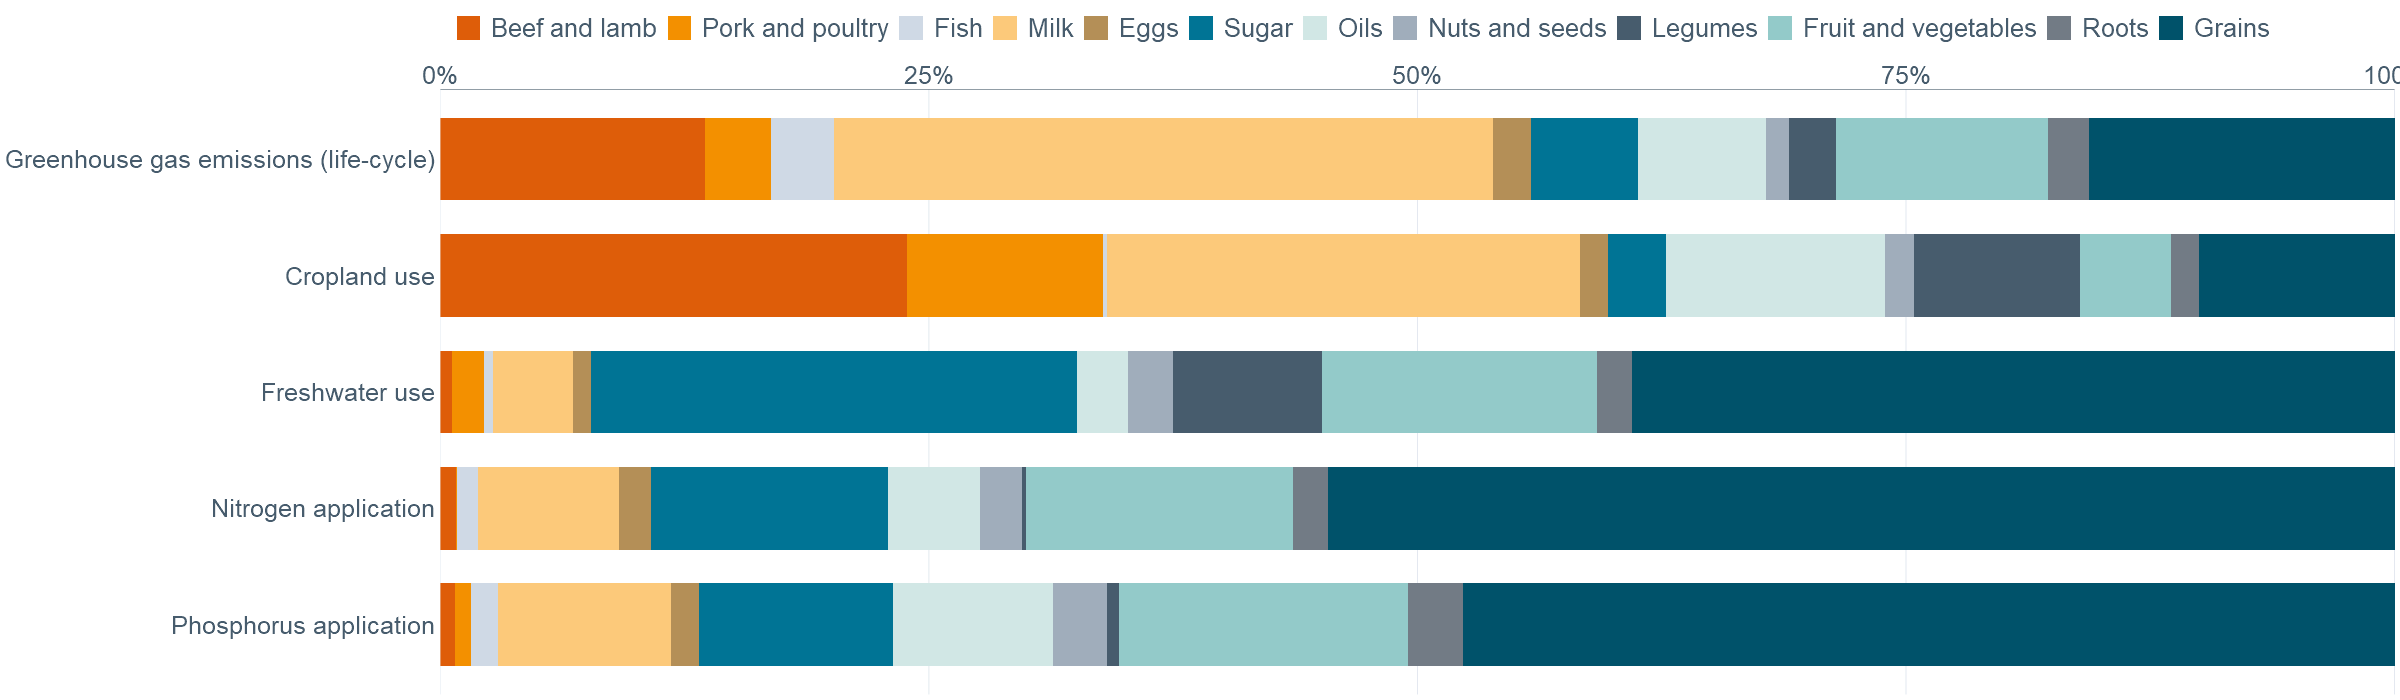 Beef and lamb Pork and poultry Fish Milk Eggs Sugar Oils Nuts and seeds Legumes Fruit and vegetables Roots Grains
0% 25% 50% 75% 100
Greenhouse gas emissions (life-cycle)
Cropland use
Freshwater use
Nitrogen application
Phosphorus application